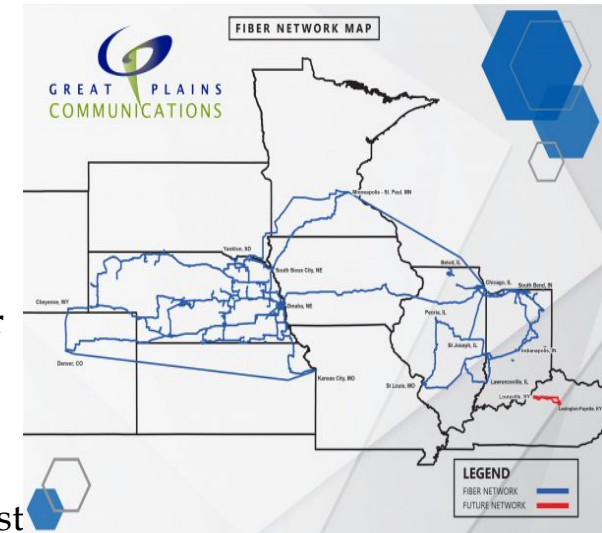 FIBER NETWORK MAP
GREAT PLAINS
COMMUNICATIONS
Minneapolis - St. Paul, MN
Yankton, SD
South Sioux City, NE
Beloit, IL
Chicago, IL
South Bend, IN
Cheyenne, WY
Omaha, NE
Peoria, IL
St Joseph, IL
Indianapolis, IN
Denver, CO
Kansas City, MO
St Louis, MO
Lawrenceville, IL
Louisville, KY
Lexington-Fayette, KY
LEGEND
FIBER NETWORK
FUTURE NETWORK
r
st